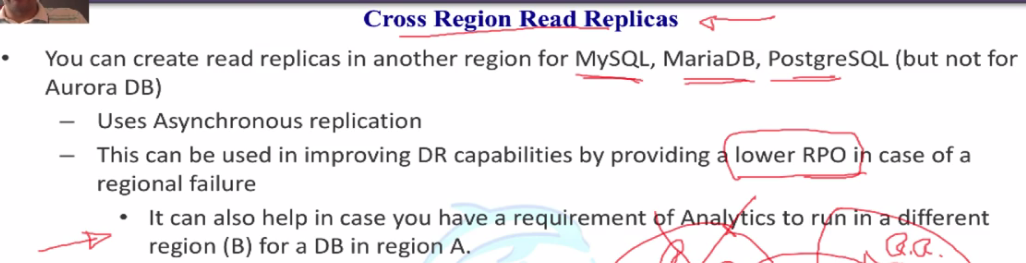 Cross Region Read Replicas
• You can create read replicas in another region for MySQL, MariaDB, PostgreSQL (but not for
Aurora DB)
– Uses Asynchronous replication
– This can be used in improving DR capabilities by providing a lower RPO in case of a
regional failure
• It can also help in case you have a requirement of Analytics to run in a different
region (B) for a DB in region A.